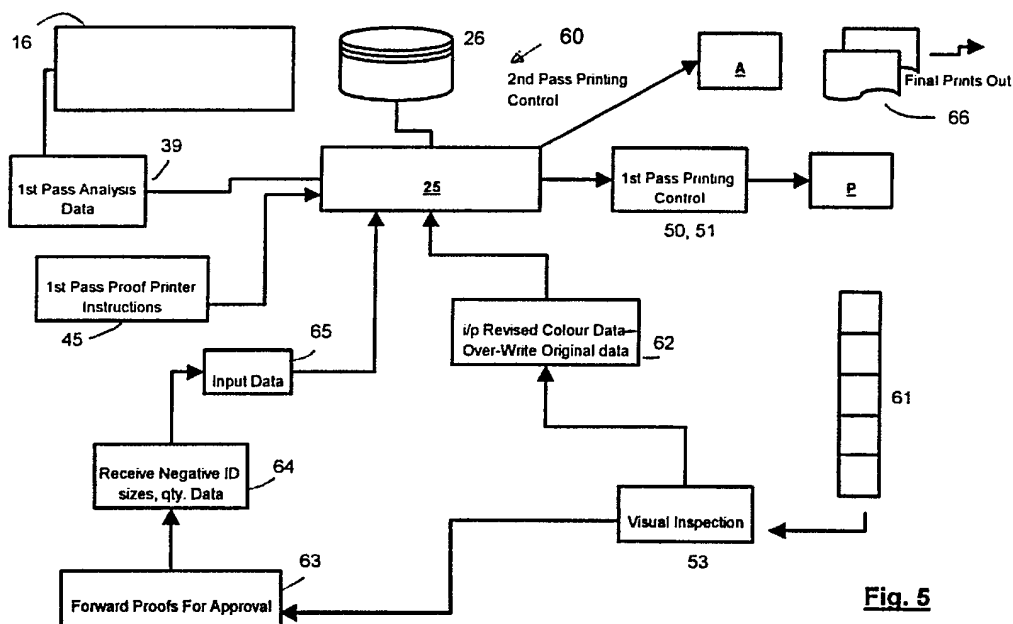 16
26
60
2nd Pass Printing
Control
A
Final Prints Out
66
39
1st Pass Analysis
Data
25
1st Pass Printing
Control
P
50, 51
1st Pass Proof Printer
Instructions
45
i/p Revised Colour Data
Over-Write Original data
62
65
Input Data
61
Receive Negative ID
sizes, qty. Data
64
Visual Inspection
53
63
Forward Proofs For Approval
Fig. 5